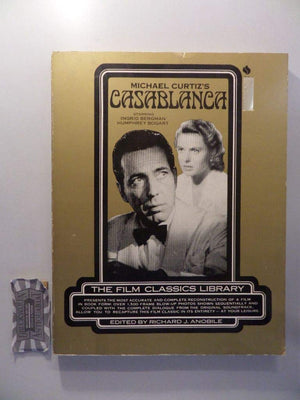 MICHAEL CURTIZ'S
CASABLANCA
STARRING
INGRID BERGMAN
HUMPHREY BOGART
THE FILM CLASSICS LIBRARY
PRESENTS THE MOST ACCURATE AND COMPLETE RECONSTRUCTION OF A FILM
IN BOOK FORM: OVER 1,500 FRAME BLOW-UP PHOTOS SHOWN SEQUENTIALLY AND
COUPLED WITH THE COMPLETE DIALOGUE FROM THE ORIGINAL SOUNDTRACK
ALLOW YOU TO RECAPTURE THIS FILM CLASSIC IN ITS ENTIRETY—AT YOUR LEISURE.
EDITED BY RICHARD J. ANOBILE